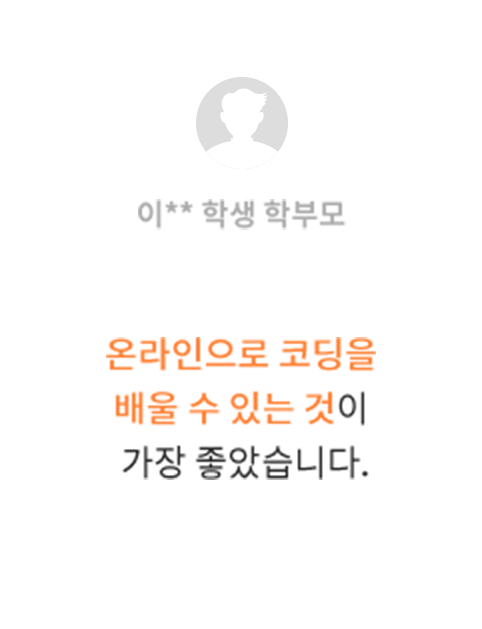 이** 학생 학부모
온라인으로 코딩을
배울 수 있는 것이
가장 좋았습니다.